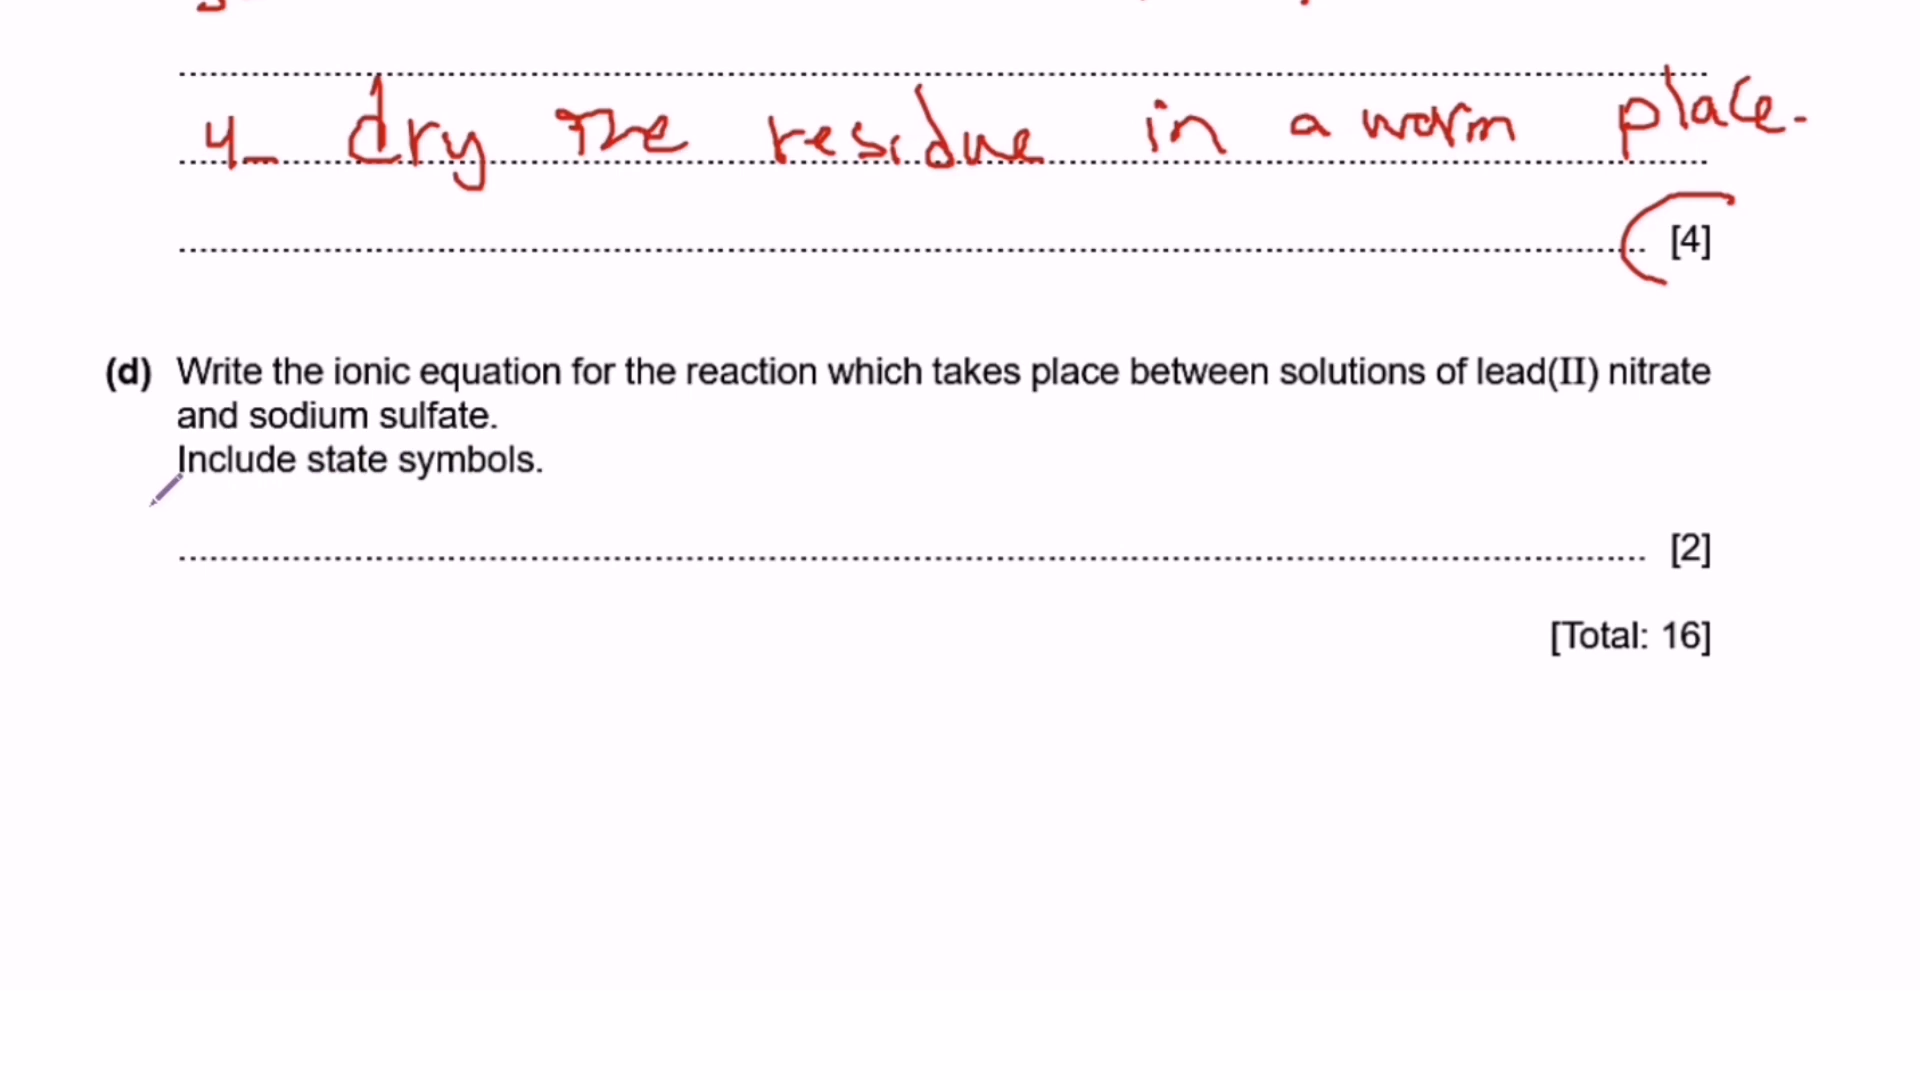 4- dry the residue in a warm place.
[4]
(d) Write the ionic equation for the reaction which takes place between solutions of lead(II) nitrate
and sodium sulfate.
Include state symbols.
[2]
[Total: 16]